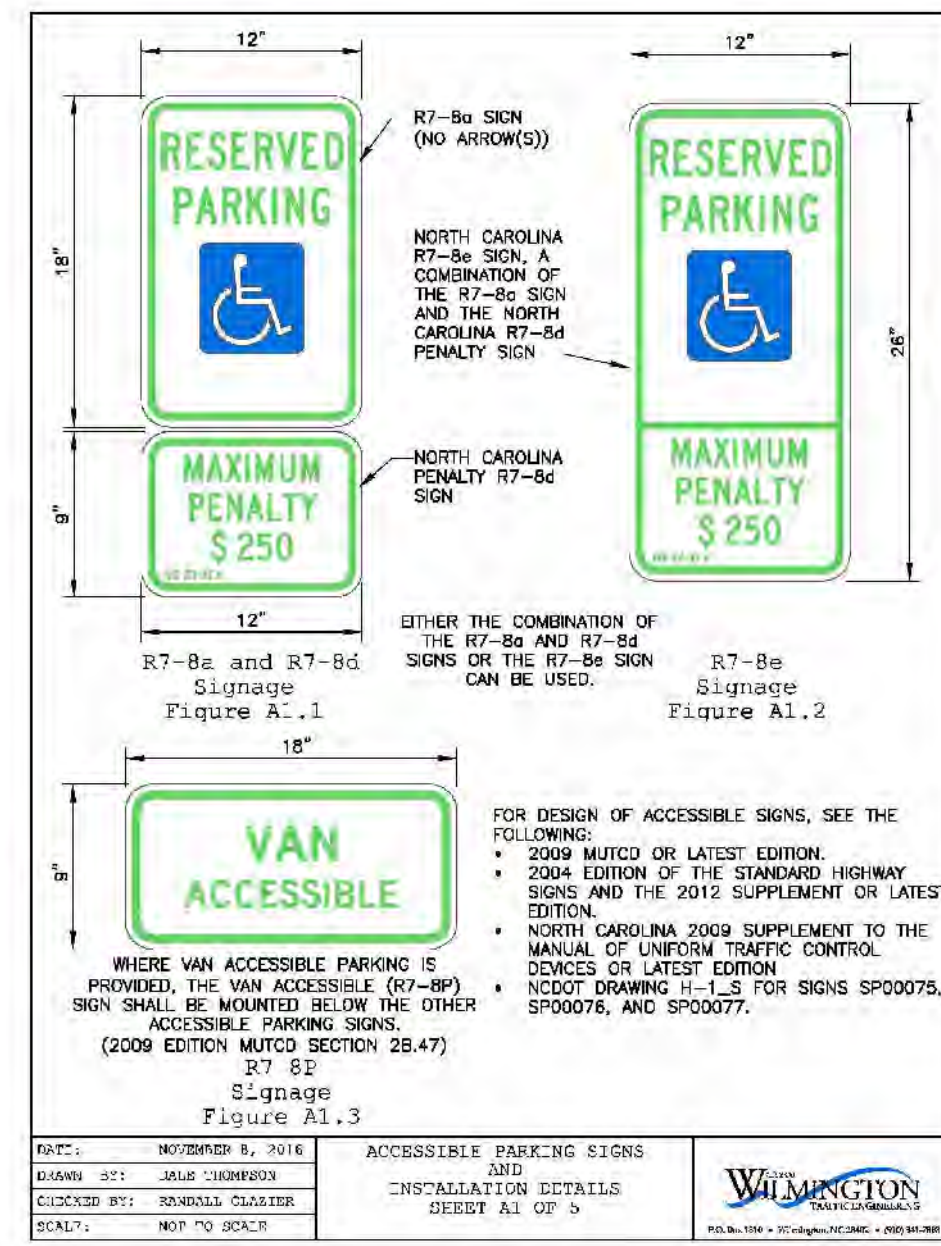 12"
12"
18"
RESERVED
PARKING
R7-8a SIGN
(NO ARROW(S))
NORTH CAROLINA
R7-8e SIGN, A
COMBINATION OF
THE R7-8a SIGN
AND THE NORTH
CAROLINA R7-8d
PENALTY SIGN
RESERVED
PARKING
26"
9"
MAXIMUM
PENALTY
$ 250
NORTH CAROLINA
PENALTY R7-8d
SIGN
MAXIMUM
PENALTY
$ 250
12"
R7-8a and R7-8d
Signage
Figure A1.1
EITHER THE COMBINATION OF
THE R7-8a AND R7-8d
SIGNS OR THE R7-8e SIGN
CAN BE USED.
R7-8e
Signage
Figure A1.2
18"
9"
VAN
ACCESSIBLE
WHERE VAN ACCESSIBLE PARKING IS
PROVIDED, THE VAN ACCESSIBLE (R7-8P)
SIGN SHALL BE MOUNTED BELOW THE OTHER
ACCESSIBLE PARKING SIGNS.
(2009 EDITION MUTCD SECTION 2B.47)
R7 8P
Signage
Figure A1.3
FOR DESIGN OF ACCESSIBLE SIGNS, SEE THE
FOLLOWING:
• 2009 MUTCD OR LATEST EDITION.
• 2004 EDITION OF THE STANDARD HIGHWAY
SIGNS AND THE 2012 SUPPLEMENT OR LATEST
EDITION.
• NORTH CAROLINA 2009 SUPPLEMENT TO THE
MANUAL OF UNIFORM TRAFFIC CONTROL
DEVICES OR LATEST EDITION
• NCDOT DRAWING H-1_S FOR SIGNS SP00075,
SP00076, AND SP00077.
DATE: NOVEMBER 8, 2016
DRAWN BY: DALE THOMPSON
CHECKED BY: RANDALL GLAZIER
SCALE: NOT TO SCALE
ACCESSIBLE PARKING SIGNS
AND
INSTALLATION DETAILS
SHEET A1 OF 5
WILMINGTON
TRAFFIC ENGINEERING
Wilmington, NC 28402